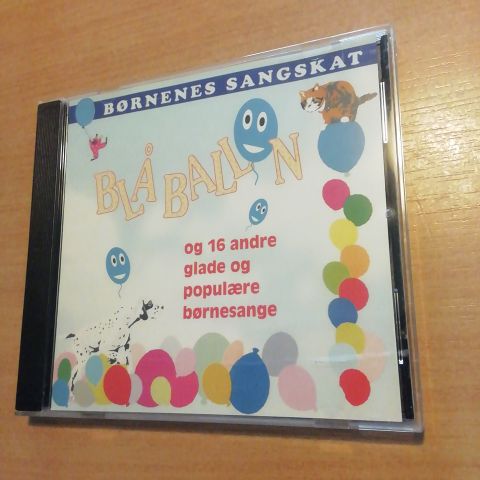 BØRNENES SANGSKAT
BLÅ BALLON
og 16 andre
glade og
populære
børnesange